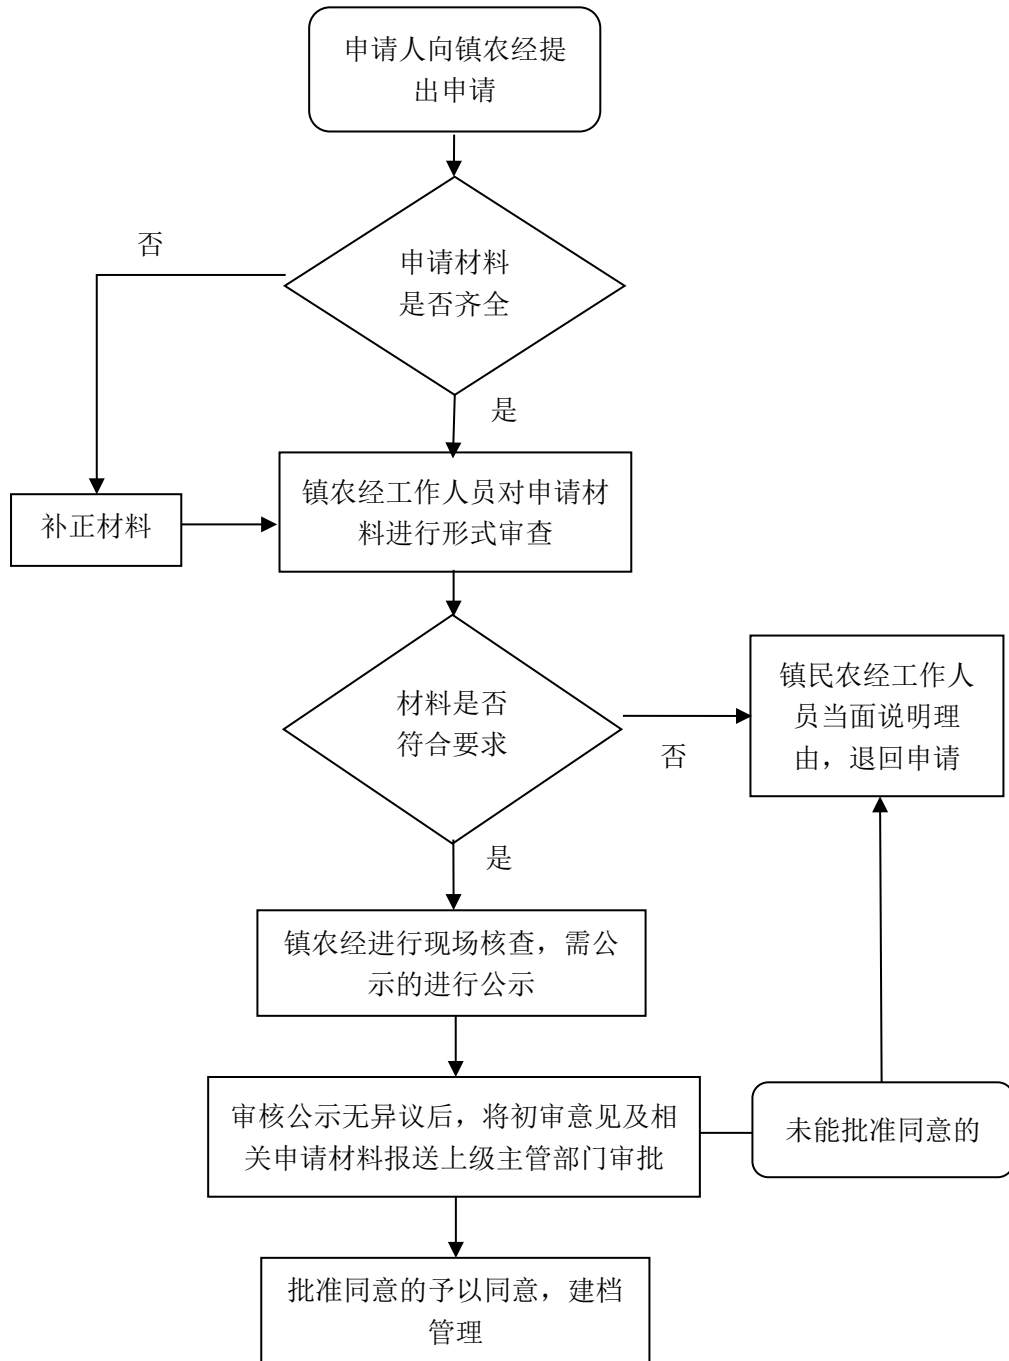 申请人向镇农经提
出申请
否
申请材料
是否齐全
是
补正材料
镇农经工作人员对申请材
料进行形式审查
材料是否
符合要求
否
镇民农经工作人
员当面说明理
由，退回申请
是
镇农经进行现场核查，需公
示的进行公示
审核公示无异议后，将初审意见及相
关申请材料报送上级主管部门审批
未能批准同意的
批准同意的予以同意，建档
管理